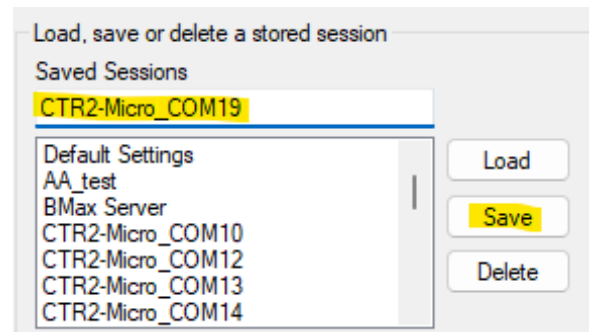 Load, save or delete a stored session
Saved Sessions
CTR2-Micro_COM19
Default Settings
AA_test
BMax Server
CTR2-Micro_COM10
CTR2-Micro_COM12
CTR2-Micro_COM13
CTR2-Micro_COM14
Load
Save
Delete